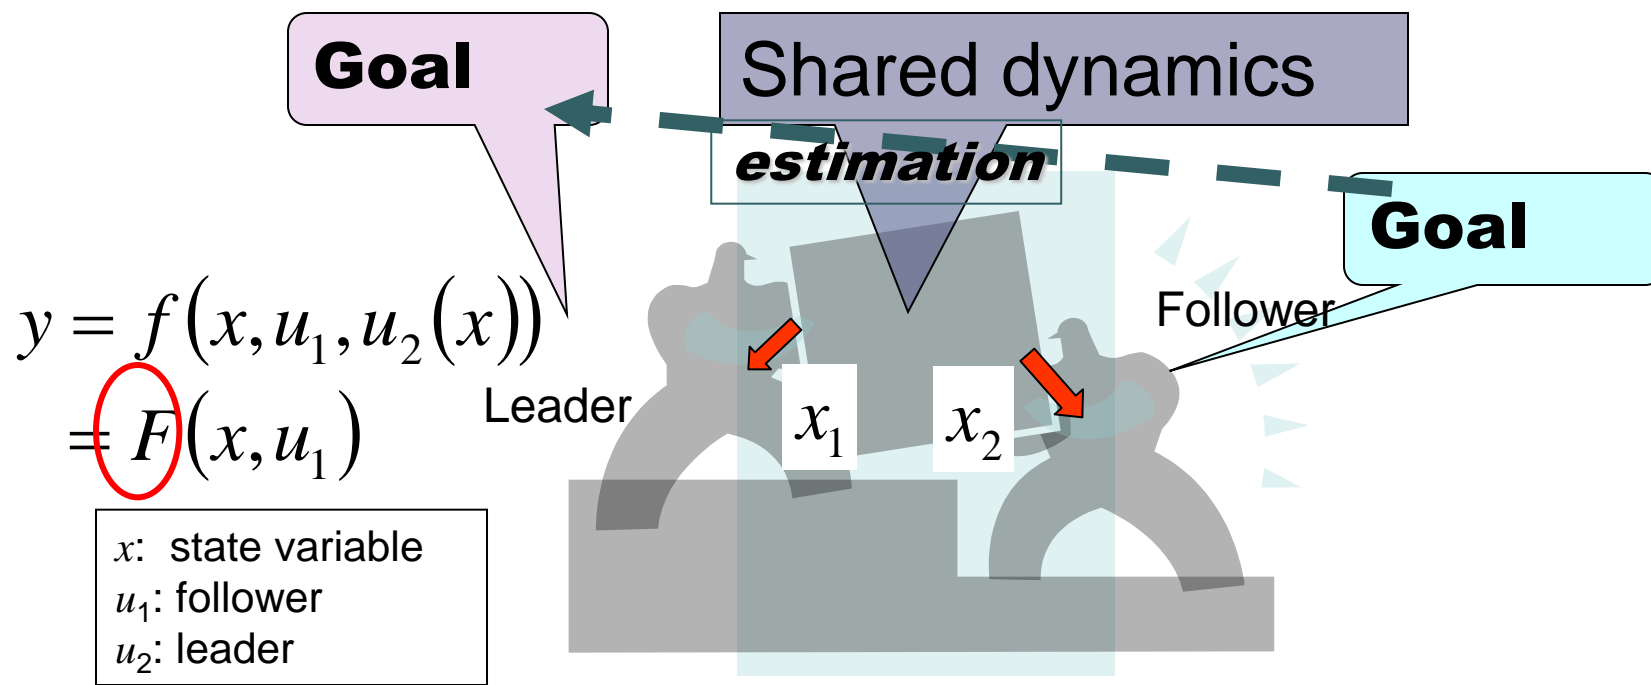 Goal
Shared dynamics
estimation
Goal
Follower
y = f(x, u₁, u₂(x))
= F(x, u₁)
Leader
x₁
x₂
x: state variable
u₁: follower
u₂: leader